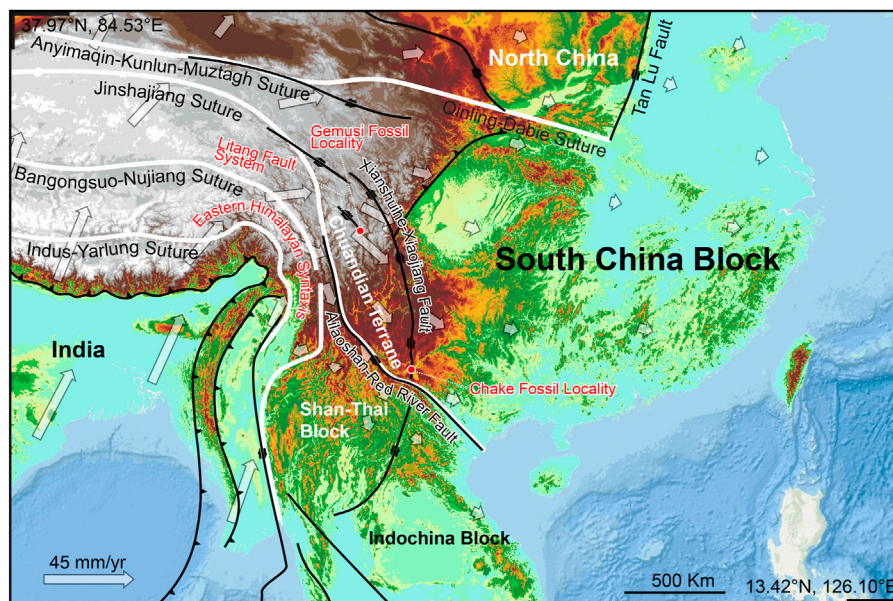 37.97°N, 84.53°E
Anyimaqin-Kunlun-Muztagh Suture
North China
Tan Lu Fault
Jinshajiang Suture
Qinling-Dabie Suture
Gemusi Fossil
Locality
Litang Fault
System
Xianshuihe-Xiaojiang Fault
Bangongsuo-Nujiang Suture
Eastern Himalayan Syntaxis
Indus-Yarlung Suture
Chuandian Terrane
South China Block
India
Ailaoshan-Red River Fault
Chake Fossil Locality
Shan-Thai
Block
Indochina Block
45 mm/yr
500 Km
13.42°N, 126.10°E